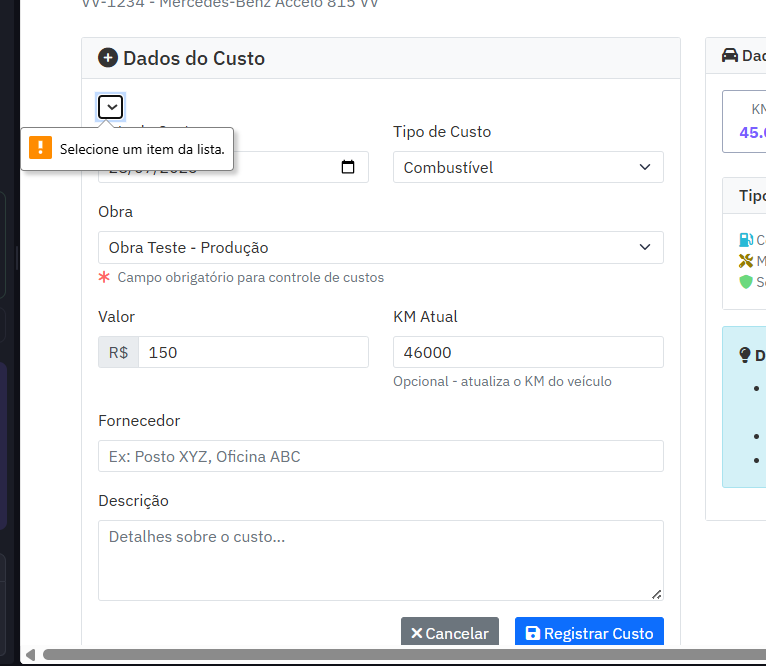 VV-1234 - Mercedes-Benz Accelo 815 VV
Dados do Custo
Selecione um item da lista.
Tipo de Custo
Combustível
Obra
Obra Teste - Produção
* Campo obrigatório para controle de custos
Valor
KM Atual
R$ 150
46000
Opcional - atualiza o KM do veículo
Fornecedor
Ex: Posto XYZ, Oficina ABC
Descrição
Detalhes sobre o custo...
Cancelar
Registrar Custo
KM
45.
Tipo